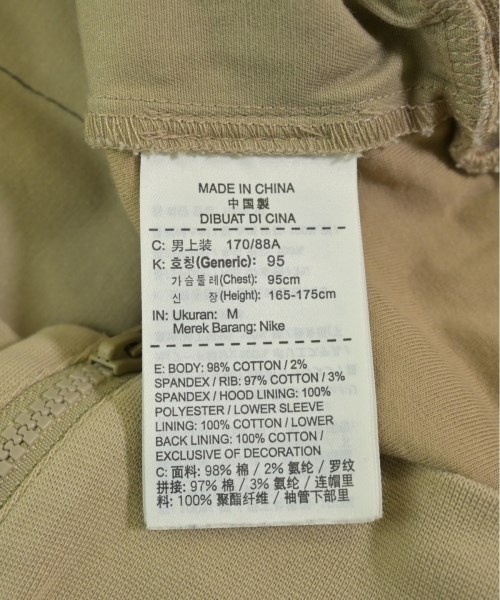 MADE IN CHINA
中国製
DIBUAT DI CINA
C: 男上装 170/88A
K: 호칭(Generic): 95
가슴둘레(Chest): 95cm
신 장(Height): 165-175cm
IN: Ukuran: M
Merek Barang: Nike
E: BODY: 98% COTTON / 2%
SPANDEX / RIB: 97% COTTON / 3%
SPANDEX / HOOD LINING: 100%
POLYESTER / LOWER SLEEVE
LINING: 100% COTTON / LOWER
BACK LINING: 100% COTTON /
EXCLUSIVE OF DECORATION
C: 面料: 98% 棉 / 2% 氨纶 / 罗纹
拼接: 97% 棉 / 3% 氨纶 / 连帽里
料: 100% 聚酯纤维 / 袖管下部里